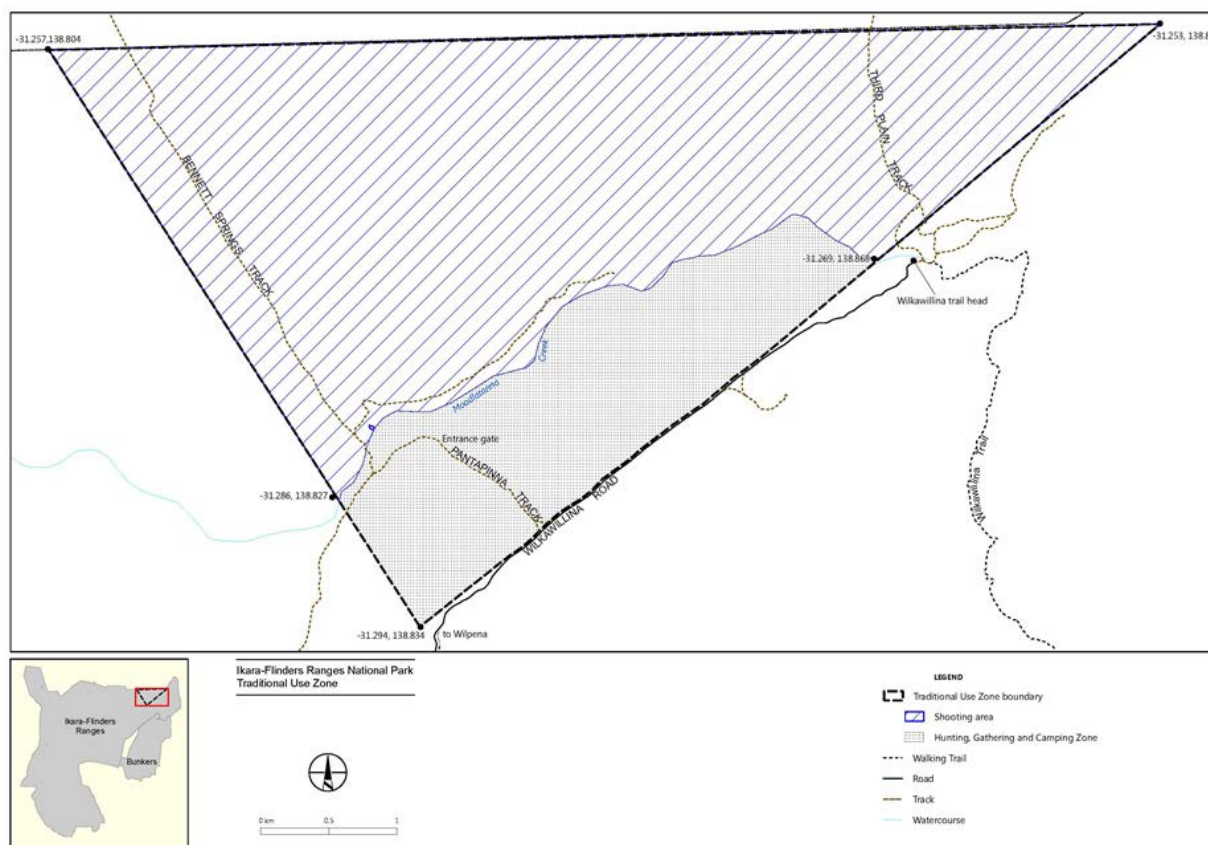 -31.257,138.804
-31.253, 138.8
THIRD PLAIN TRACK
BENNETT SPRINGS TRACK
-31.269, 138.868
Wilkawillina trail head
Creek
Moodlatanna
Entrance gate
PANTAPINNA TRACK
-31.286, 138.827
WILKAWILLINA ROAD
Wilkawillina Trail
-31.294, 138.834
to Wilpena
Ikara-Flinders Ranges National Park
Traditional Use Zone
Ikara-Flinders
Ranges
Bunkers
N
0 km 0.5 1
LEGEND
Traditional Use Zone boundary
Shooting area
Hunting, Gathering and Camping Zone
Walking Trail
Road
Track
Watercourse